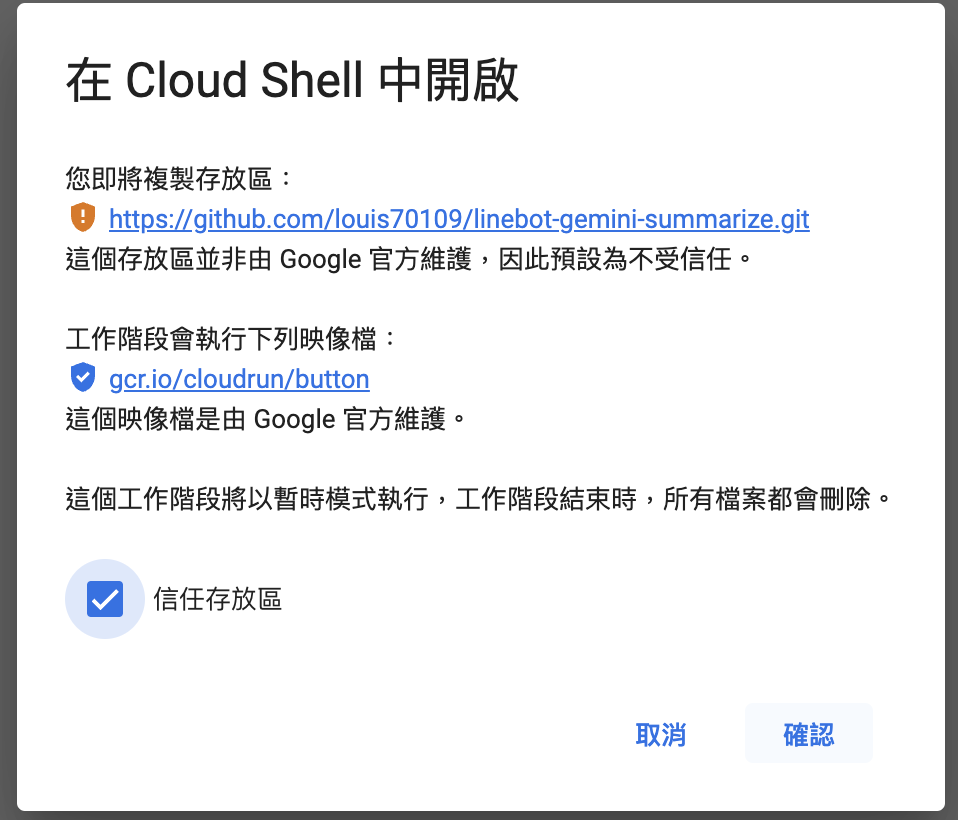 在 Cloud Shell 中開啟
您即將複製存放區：
https://github.com/louis70109/linebot-gemini-summarize.git
這個存放區並非由 Google 官方維護，因此預設為不受信任。
工作階段會執行下列映像檔：
gcr.io/cloudrun/button
這個映像檔是由 Google 官方維護。
這個工作階段將以暫時模式執行，工作階段結束時，所有檔案都會刪除。
信任存放區
取消
確認